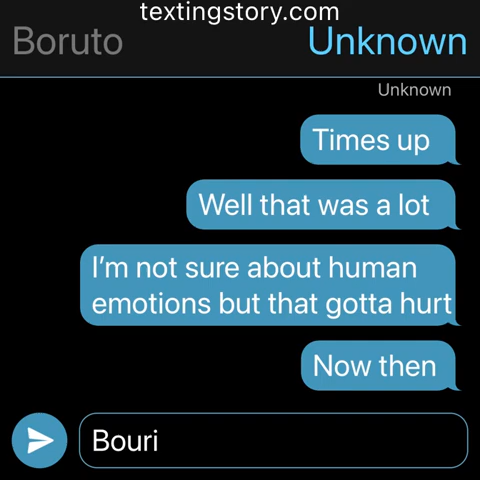 textingstory.com
Boruto Unknown
Unknown
Times up
Well that was a lot
I'm not sure about human
emotions but that gotta hurt
Now then
Bouri